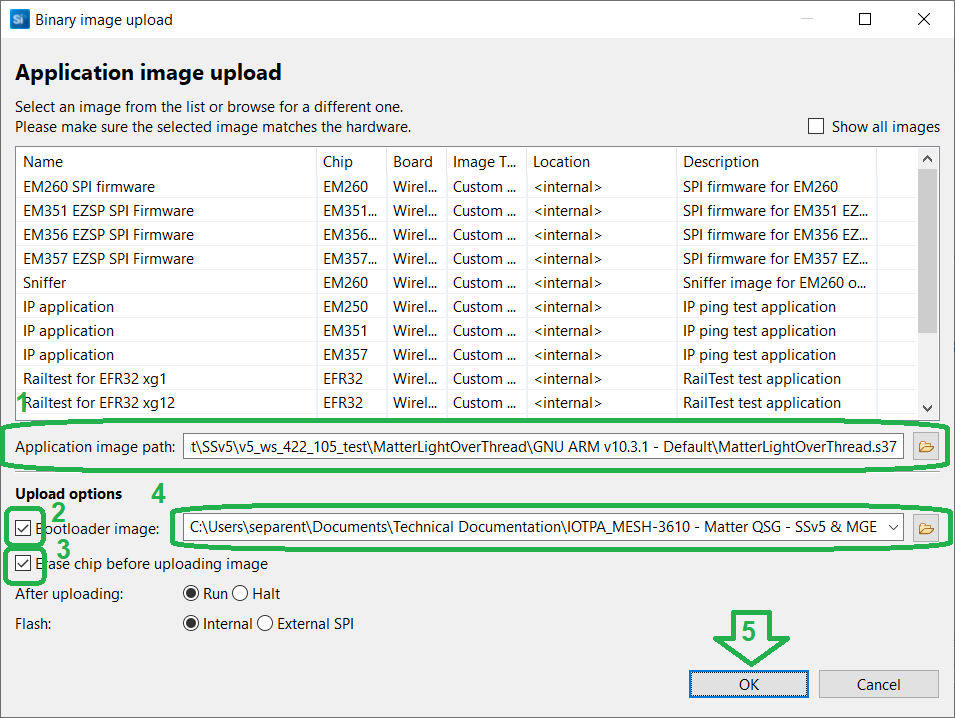 Si Binary image upload
Application image upload
Select an image from the list or browse for a different one.
Please make sure the selected image matches the hardware.
Show all images
Name Chip Board Image T... Location Description
EM260 SPI firmware EM260 Wirel... Custom ... <internal> SPI firmware for EM260
EM351 EZSP SPI Firmware EM351... Wirel... Custom ... <internal> SPI firmware for EM351 EZ...
EM356 EZSP SPI Firmware EM356... Wirel... Custom ... <internal> SPI firmware for EM356 EZ...
EM357 EZSP SPI Firmware EM357... Wirel... Custom ... <internal> SPI firmware for EM357 EZ...
Sniffer EM260 Wirel... Custom ... <internal> Sniffer image for EM260 o...
IP application EM250 Wirel... Custom ... <internal> IP ping test application
IP application EM351 Wirel... Custom ... <internal> IP ping test application
IP application EM357 Wirel... Custom ... <internal> IP ping test application
Railtest for EFR32 xg1 EFR32 Wirel... Custom ... <internal> RailTest test application
1
Railtest for EFR32 xg12 EFR32 Wirel... Custom ... <internal> RailTest test application
Application image path: t\SSv5\v5_ws_422_105_test\MatterLightOverThread\GNU ARM v10.3.1 - Default\MatterLightOverThread.s37
Upload options
4
2
Bootloader image: C:\Users\separent\Documents\Technical Documentation\IOTPA_MESH-3610 - Matter QSG - SSv5 & MGE
3
Erase chip before uploading image
After uploading: Run Halt
Flash: Internal External SPI
5
OK Cancel